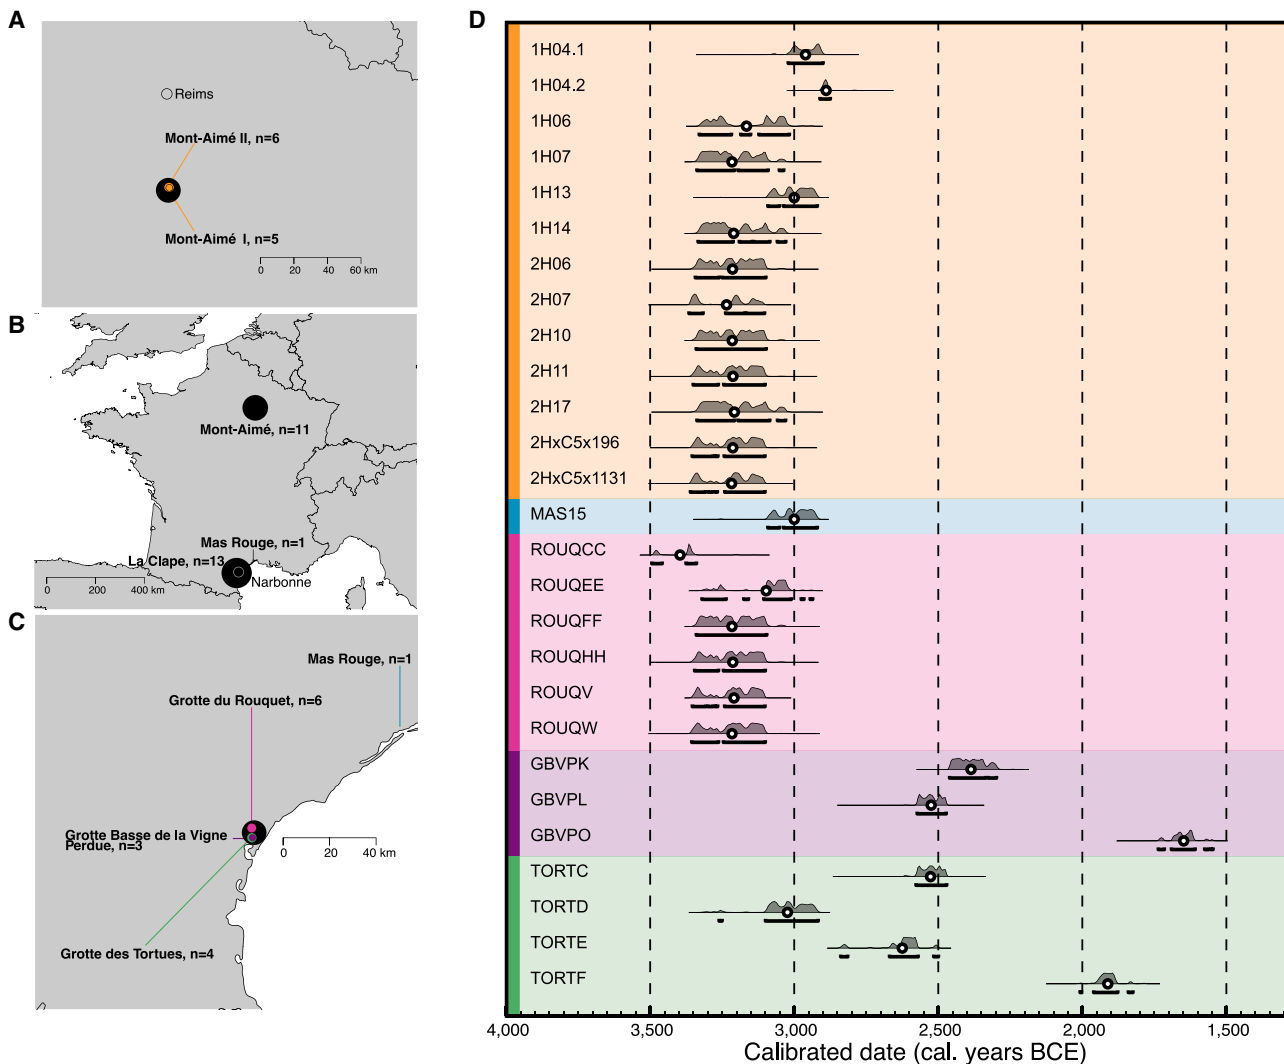 A
Reims
Mont-Aimé II, n=6
Mont-Aimé I, n=5
0 20 40 60 km
B
Mont-Aimé, n=11
Mas Rouge, n=1
La Clape, n=13
Narbonne
0 200 400 km
C
Mas Rouge, n=1
Grotte du Rouquet, n=6
Grotte Basse de la Vigne
Perdue, n=3
0 20 40 km
Grotte des Tortues, n=4
D
1H04.1
1H04.2
1H06
1H07
1H13
1H14
2H06
2H07
2H10
2H11
2H17
2HxC5x196
2HxC5x1131
MAS15
ROUQCC
ROUQEE
ROUQFF
ROUQHH
ROUQV
ROUQW
GBVPK
GBVPL
GBVPO
TORTC
TORTD
TORTE
TORTF
4,000 3,500 3,000 2,500 2,000 1,500
Calibrated date (cal. years BCE)